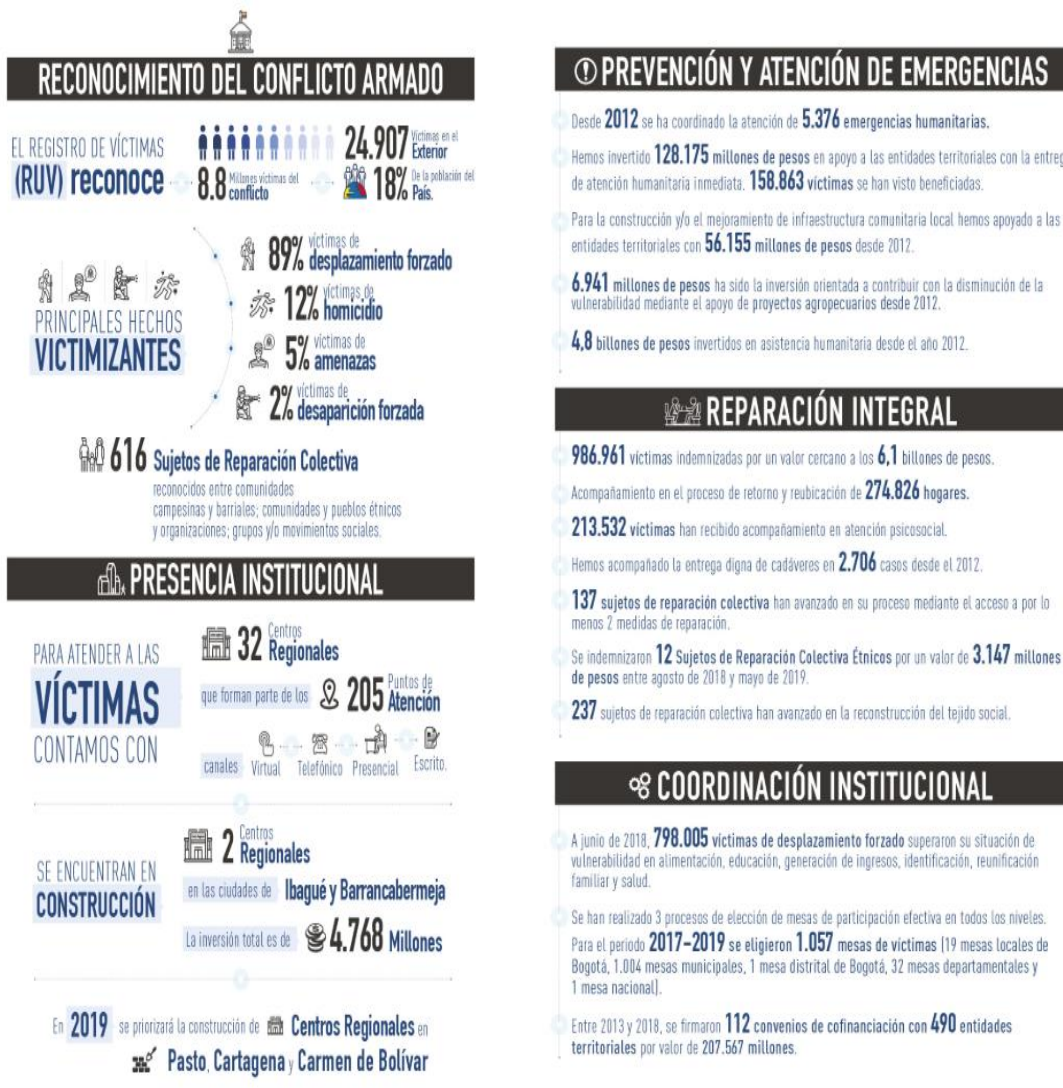 RECONOCIMIENTO DEL CONFLICTO ARMADO
EL REGISTRO DE VÍCTIMAS
(RUV) reconoce
8.8 Millones víctimas del
conflicto
24.907 Víctimas en el
Exterior
18% De la población del
País.
PRINCIPALES HECHOS
VICTIMIZANTES
89% víctimas de
desplazamiento forzado
12% víctimas de
homicidio
5% víctimas de
amenazas
2% víctimas de
desaparición forzada
616 Sujetos de Reparación Colectiva
reconocidos entre comunidades
campesinas y barriales; comunidades y pueblos étnicos
y organizaciones; grupos y/o movimientos sociales.
PRESENCIA INSTITUCIONAL
PARA ATENDER A LAS
VÍCTIMAS
CONTAMOS CON
32 Centros
Regionales
que forman parte de los 205 Puntos de
Atención
canales Virtual Telefónico Presencial Escrito.
SE ENCUENTRAN EN
CONSTRUCCIÓN
2 Centros
Regionales
en las ciudades de Ibagué y Barrancabermeja
La inversión total es de 4.768 Millones
En 2019 se priorizará la construcción de Centros Regionales en
Pasto, Cartagena y Carmen de Bolívar
PREVENCIÓN Y ATENCIÓN DE EMERGENCIAS
Desde 2012 se ha coordinado la atención de 5.376 emergencias humanitarias.
Hemos invertido 128.175 millones de pesos en apoyo a las entidades territoriales con la entreg
de atención humanitaria inmediata. 158.863 víctimas se han visto beneficiadas.
Para la construcción y/o el mejoramiento de infraestructura comunitaria local hemos apoyado a las
entidades territoriales con 56.155 millones de pesos desde 2012.
6.941 millones de pesos ha sido la inversión orientada a contribuir con la disminución de la
vulnerabilidad mediante el apoyo de proyectos agropecuarios desde 2012.
4,8 billones de pesos invertidos en asistencia humanitaria desde el año 2012.
REPARACIÓN INTEGRAL
986.961 víctimas indemnizadas por un valor cercano a los 6,1 billones de pesos.
Acompañamiento en el proceso de retorno y reubicación de 274.826 hogares.
213.532 víctimas han recibido acompañamiento en atención psicosocial.
Hemos acompañado la entrega digna de cadáveres en 2.706 casos desde el 2012.
137 sujetos de reparación colectiva han avanzado en su proceso mediante el acceso a por lo
menos 2 medidas de reparación.
Se indemnizaron 12 Sujetos de Reparación Colectiva Étnicos por un valor de 3.147 millones
de pesos entre agosto de 2018 y mayo de 2019.
237 sujetos de reparación colectiva han avanzado en la reconstrucción del tejido social.
COORDINACIÓN INSTITUCIONAL
A junio de 2018, 798.005 víctimas de desplazamiento forzado superaron su situación de
vulnerabilidad en alimentación, educación, generación de ingresos, identificación, reunificación
familiar y salud.
Se han realizado 3 procesos de elección de mesas de participación efectiva en todos los niveles.
Para el periodo 2017-2019 se eligieron 1.057 mesas de víctimas (19 mesas locales de
Bogotá, 1.004 mesas municipales, 1 mesa distrital de Bogotá, 32 mesas departamentales y
1 mesa nacional).
Entre 2013 y 2018, se firmaron 112 convenios de cofinanciación con 490 entidades
territoriales por valor de 207.567 millones.